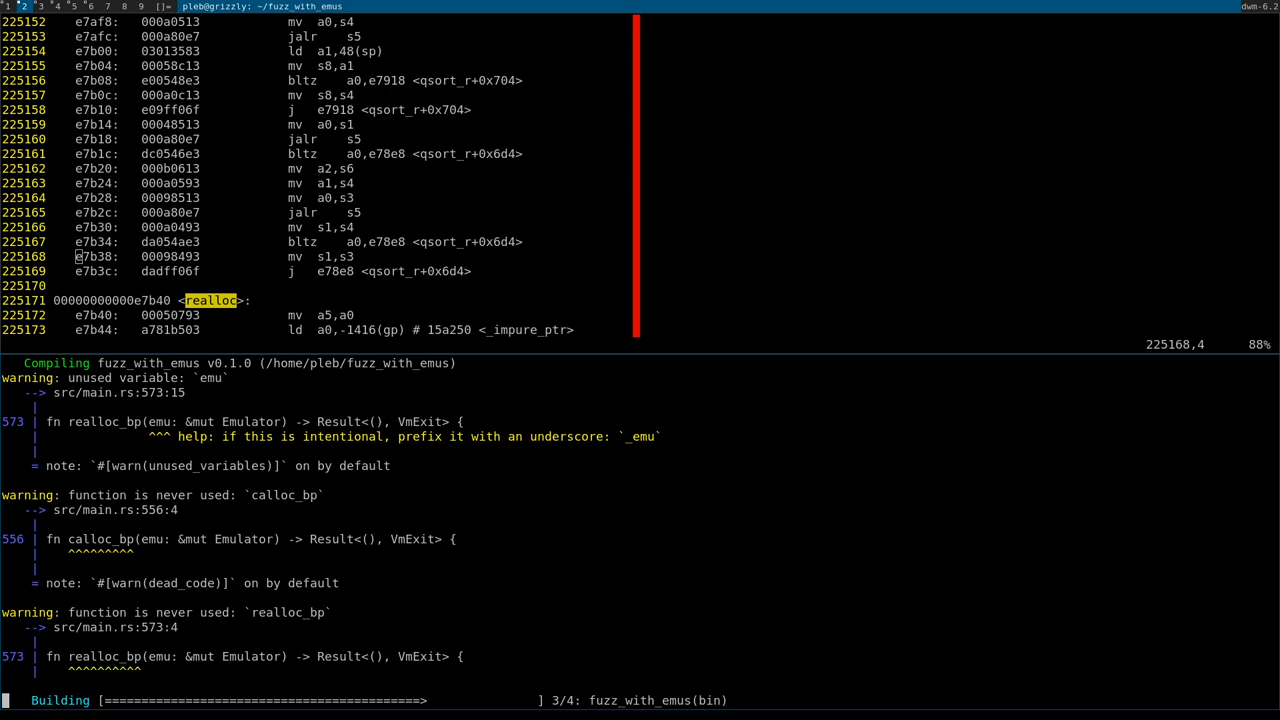 1 2 3 4 5 6 7 8 9 []= pleb@grizzly: ~/fuzz_with_emus dwm-6.2
225152 e7af8: 000a0513 mv a0,s4
225153 e7afc: 000a80e7 jalr s5
225154 e7b00: 03013583 ld a1,48(sp)
225155 e7b04: 00058c13 mv s8,a1
225156 e7b08: e00548e3 bltz a0,e7918 <qsort_r+0x704>
225157 e7b0c: 000a0c13 mv s8,s4
225158 e7b10: e09ff06f j e7918 <qsort_r+0x704>
225159 e7b14: 00048513 mv a0,s1
225160 e7b18: 000a80e7 jalr s5
225161 e7b1c: dc0546e3 bltz a0,e78e8 <qsort_r+0x6d4>
225162 e7b20: 000b0613 mv a2,s6
225163 e7b24: 000a0593 mv a1,s4
225164 e7b28: 00098513 mv a0,s3
225165 e7b2c: 000a80e7 jalr s5
225166 e7b30: 000a0493 mv s1,s4
225167 e7b34: da054ae3 bltz a0,e78e8 <qsort_r+0x6d4>
225168 e7b38: 00098493 mv s1,s3
225169 e7b3c: dadff06f j e78e8 <qsort_r+0x6d4>
225170
225171 00000000000e7b40 <realloc>:
225172 e7b40: 00050793 mv a5,a0
225173 e7b44: a781b503 ld a0,-1416(gp) # 15a250 <_impure_ptr>
225168,4 88%
Compiling fuzz_with_emus v0.1.0 (/home/pleb/fuzz_with_emus)
warning: unused variable: `emu`
--> src/main.rs:573:15
|
573 | fn realloc_bp(emu: &mut Emulator) -> Result<(), VmExit> {
| ^^^ help: if this is intentional, prefix it with an underscore: `_emu`
|
= note: `#[warn(unused_variables)]` on by default
warning: function is never used: `calloc_bp`
--> src/main.rs:556:4
|
556 | fn calloc_bp(emu: &mut Emulator) -> Result<(), VmExit> {
| ^^^^^^^^^
|
= note: `#[warn(dead_code)]` on by default
warning: function is never used: `realloc_bp`
--> src/main.rs:573:4
|
573 | fn realloc_bp(emu: &mut Emulator) -> Result<(), VmExit> {
| ^^^^^^^^^^
Building [===========================================> ] 3/4: fuzz_with_emus(bin)